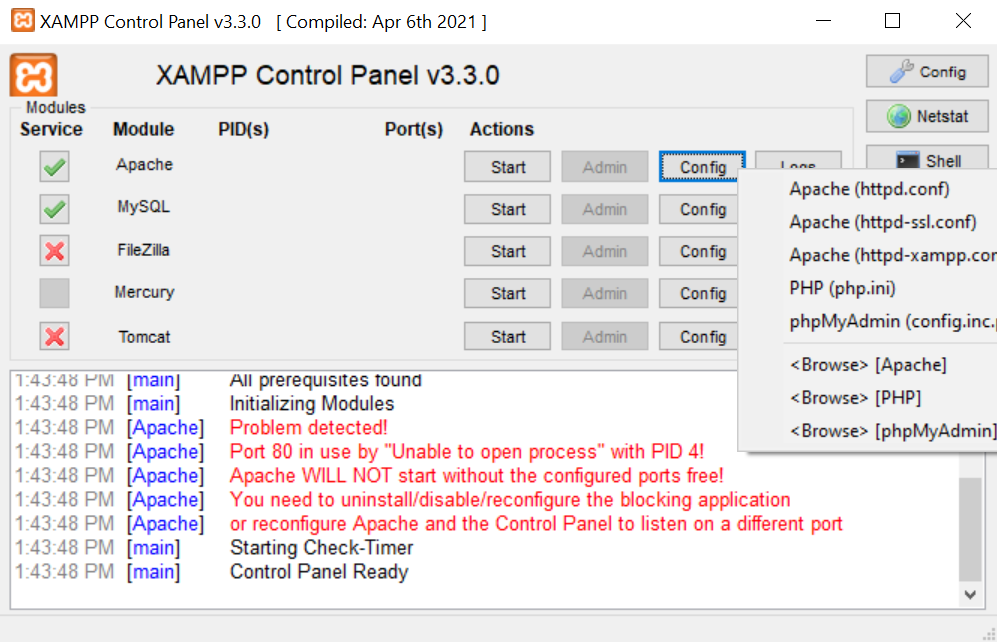 XAMPP Control Panel v3.3.0 [ Compiled: Apr 6th 2021 ]
XAMPP Control Panel v3.3.0
Config
Modules
Service Module PID(s) Port(s) Actions
Netstat
Apache Start Admin Config Logs
Shell
MySQL Start Admin Config
FileZilla Start Admin Config
Mercury Start Admin Config
Tomcat Start Admin Config
Apache (httpd.conf)
Apache (httpd-ssl.conf)
Apache (httpd-xampp.con
PHP (php.ini)
phpMyAdmin (config.inc.p
<Browse> [Apache]
<Browse> [PHP]
<Browse> [phpMyAdmin]
1:43:48 PM [main] All prerequisites found
1:43:48 PM [main] Initializing Modules
1:43:48 PM [Apache] Problem detected!
1:43:48 PM [Apache] Port 80 in use by "Unable to open process" with PID 4!
1:43:48 PM [Apache] Apache WILL NOT start without the configured ports free!
1:43:48 PM [Apache] You need to uninstall/disable/reconfigure the blocking application
1:43:48 PM [Apache] or reconfigure Apache and the Control Panel to listen on a different port
1:43:48 PM [main] Starting Check-Timer
1:43:48 PM [main] Control Panel Ready